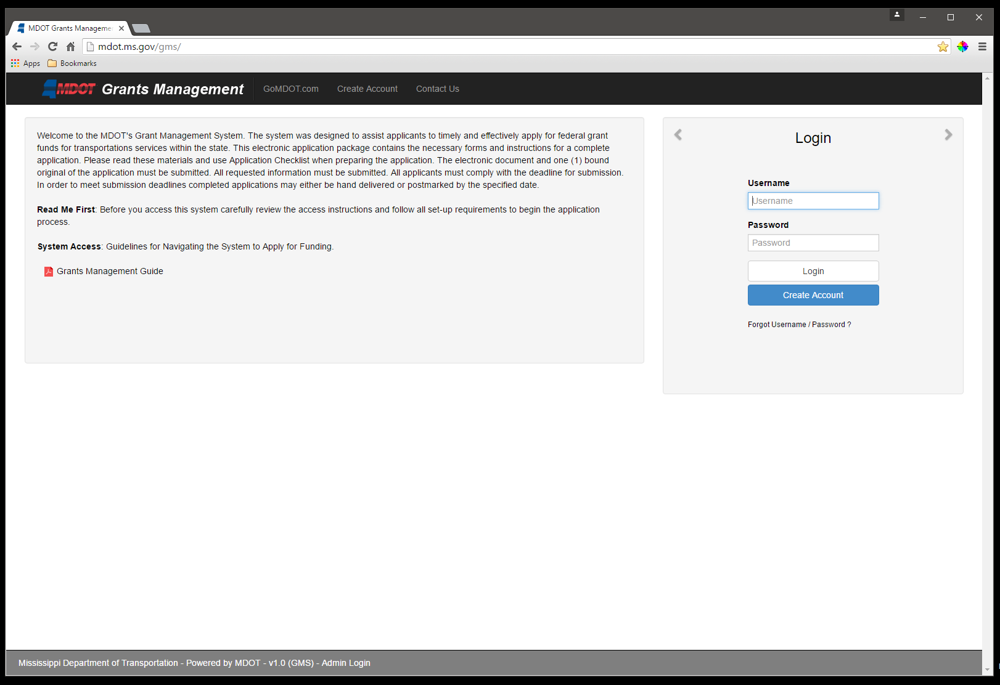 MDOT Grants Manageme
mdot.ms.gov/gms/
Apps Bookmarks
MDOT Grants Management GoMDOT.com Create Account Contact Us
Welcome to the MDOT's Grant Management System. The system was designed to assist applicants to timely and effectively apply for federal grant
funds for transportations services within the state. This electronic application package contains the necessary forms and instructions for a complete
application. Please read these materials and use Application Checklist when preparing the application. The electronic document and one (1) bound
original of the application must be submitted. All requested information must be submitted. All applicants must comply with the deadline for submission.
In order to meet submission deadlines completed applications may either be hand delivered or postmarked by the specified date.
Read Me First: Before you access this system carefully review the access instructions and follow all set-up requirements to begin the application
process.
System Access: Guidelines for Navigating the System to Apply for Funding.
Grants Management Guide
Login
Username
Username
Password
Password
Login
Create Account
Forgot Username / Password ?
Mississippi Department of Transportation - Powered by MDOT - v1.0 (GMS) - Admin Login